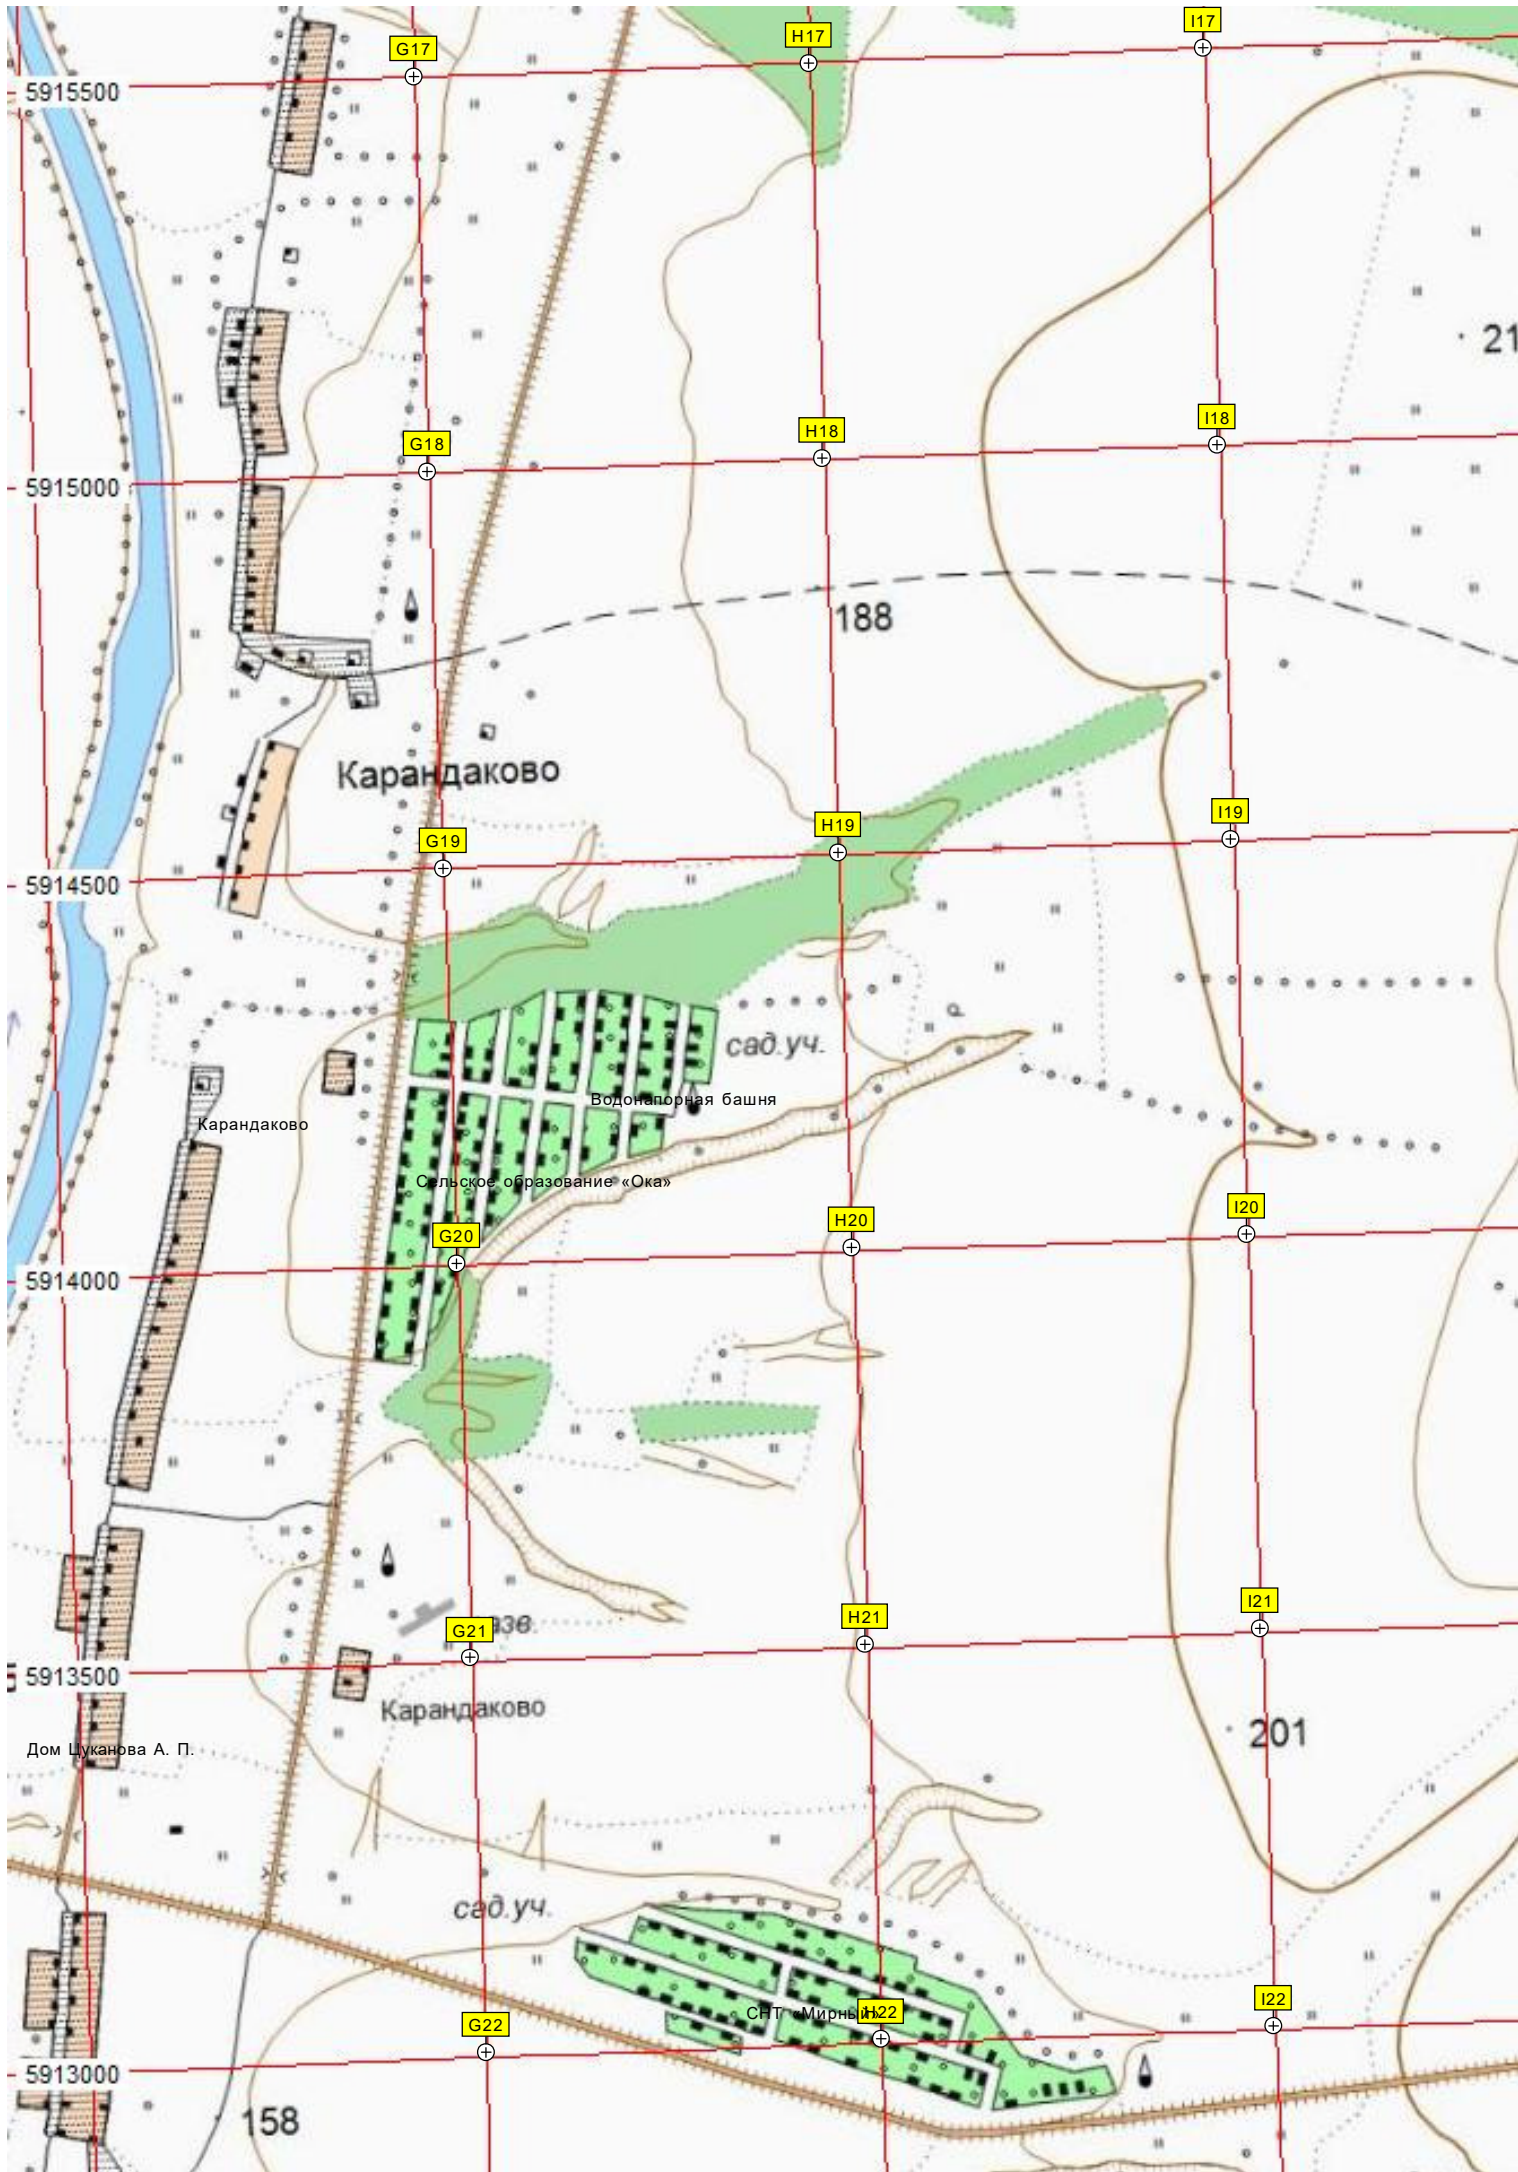 I17
H17
G17
5915500
21
I18
H18
G18
5915000
188
Карандаково
I19
H19
G19
5914500
сад.уч.
Водонапорная башня
Карандаково
Сельское образование «Ока»
I20
H20
G20
5914000
I21
H21
G21
5913500
Карандаково
201
Дом Цуканова А. П.
сад.уч.
I22
СНТ «Мирный»
H22
G22
5913000
158